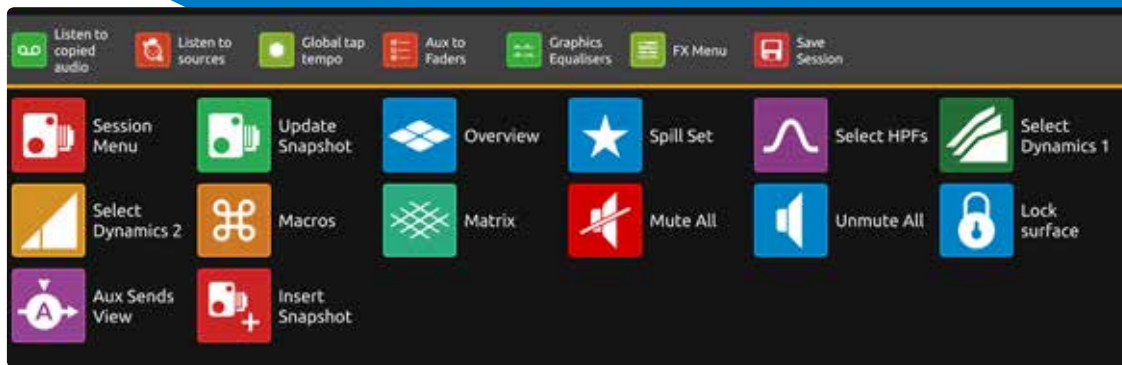 Listen to
copied
audio
Listen to
sources
Global tap
tempo
Aux to
Faders
Graphics
Equalisers
FX Menu
Save
Session
Session
Menu
Update
Snapshot
Overview
Spill Set
Select HPFs
Select
Dynamics 1
Select
Dynamics 2
Macros
Matrix
Mute All
Unmute All
Lock
surface
A
Aux Sends
View
Insert
Snapshot